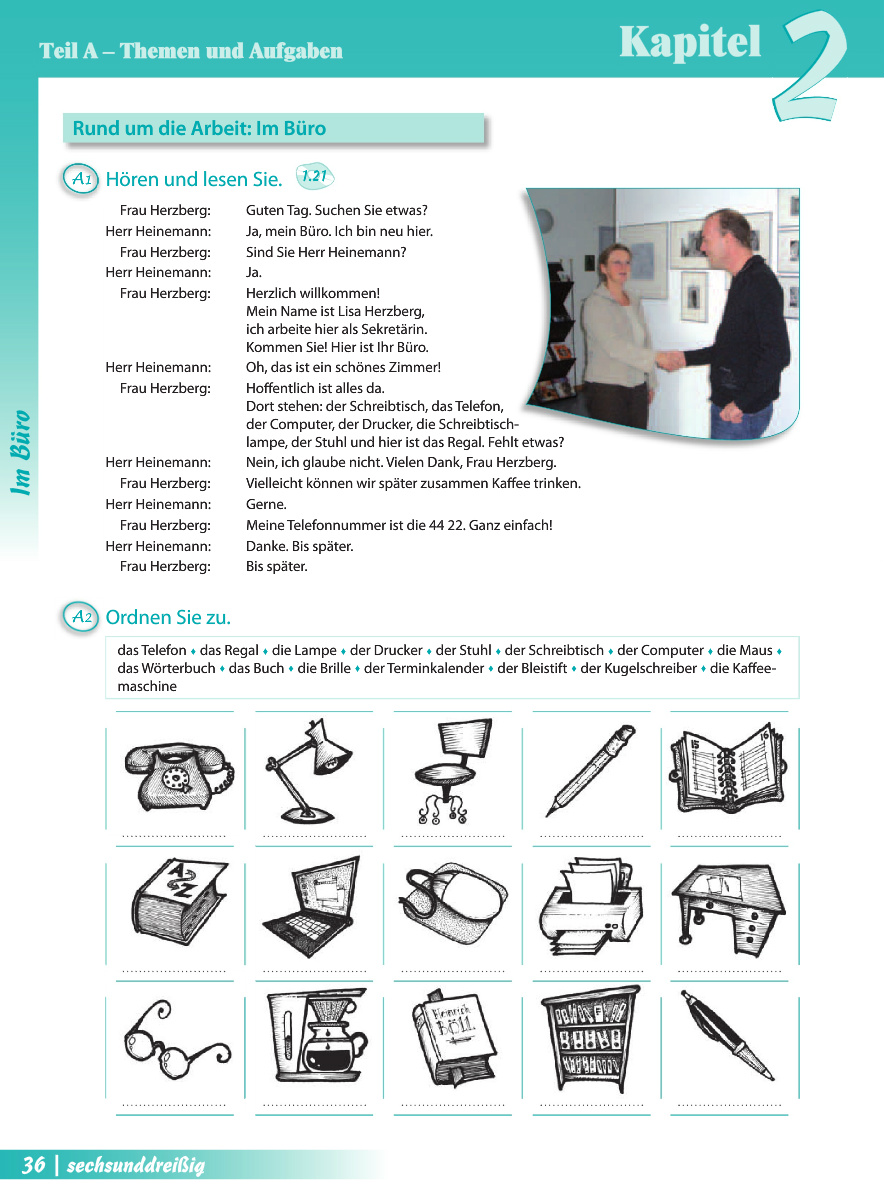 Teil A – Themen und Aufgaben
Kapitel 2
Im Büro
Rund um die Arbeit: Im Büro
A1 Hören und lesen Sie. 1.21
Frau Herzberg: Guten Tag. Suchen Sie etwas?
Herr Heinemann: Ja, mein Büro. Ich bin neu hier.
Frau Herzberg: Sind Sie Herr Heinemann?
Herr Heinemann: Ja.
Frau Herzberg: Herzlich willkommen!
Mein Name ist Lisa Herzberg,
ich arbeite hier als Sekretärin.
Kommen Sie! Hier ist Ihr Büro.
Herr Heinemann: Oh, das ist ein schönes Zimmer!
Frau Herzberg: Hoffentlich ist alles da.
Dort stehen: der Schreibtisch, das Telefon,
der Computer, der Drucker, die Schreibtisch-
lampe, der Stuhl und hier ist das Regal. Fehlt etwas?
Herr Heinemann: Nein, ich glaube nicht. Vielen Dank, Frau Herzberg.
Frau Herzberg: Vielleicht können wir später zusammen Kaffee trinken.
Herr Heinemann: Gerne.
Frau Herzberg: Meine Telefonnummer ist die 44 22. Ganz einfach!
Herr Heinemann: Danke. Bis später.
Frau Herzberg: Bis später.
A2 Ordnen Sie zu.
das Telefon ♦ das Regal ♦ die Lampe ♦ der Drucker ♦ der Stuhl ♦ der Schreibtisch ♦ der Computer ♦ die Maus ♦
das Wörterbuch ♦ das Buch ♦ die Brille ♦ der Terminkalender ♦ der Bleistift ♦ der Kugelschreiber ♦ die Kaffee-
maschine
15 16
A
Z
Heinrich
Böll
36 | sechsunddreißig